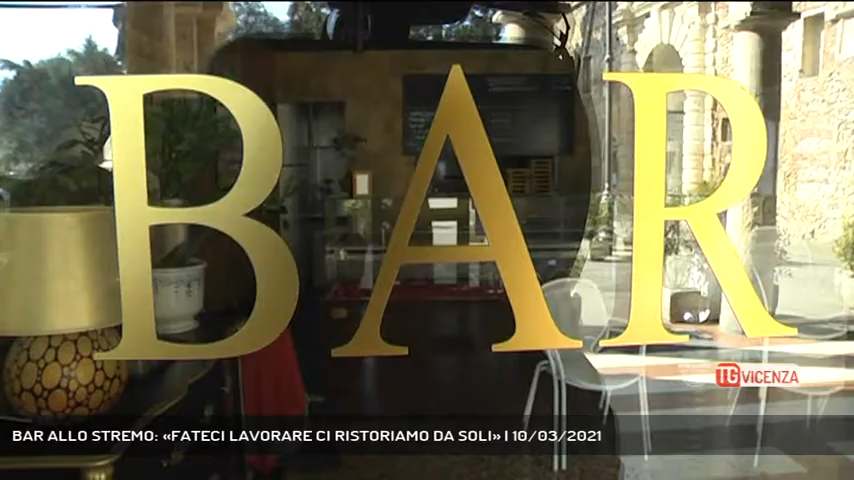 BAR
TG VICENZA
BAR ALLO STREMO: «FATECI LAVORARE CI RISTORIAMO DA SOLI» | 10/03/2021